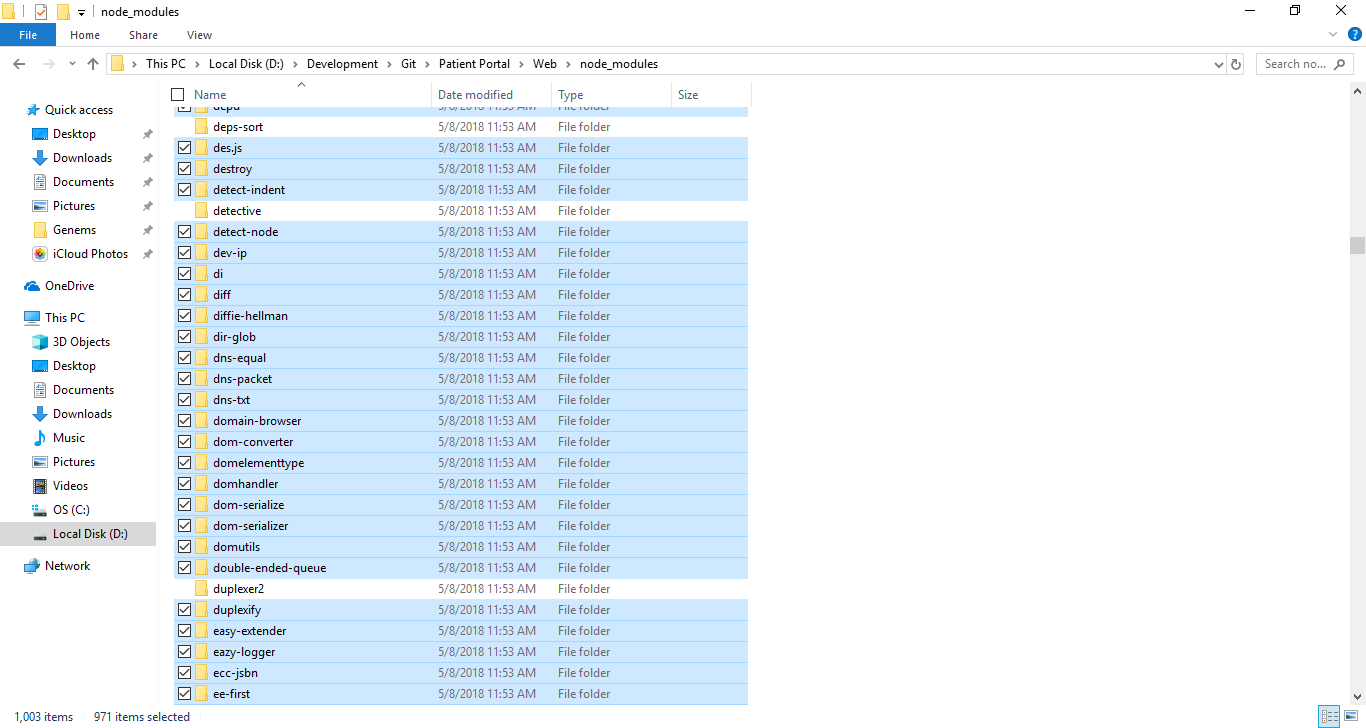 node_modules
File Home Share View
This PC Local Disk (D:) Development Git Patient Portal Web node_modules
Search no...
Quick access
Desktop
Downloads
Documents
Pictures
Genems
iCloud Photos
OneDrive
This PC
3D Objects
Desktop
Documents
Downloads
Music
Pictures
Videos
OS (C:)
Local Disk (D:)
Network
Name Date modified Type Size
depd 5/8/2018 11:53 AM File folder
deps-sort 5/8/2018 11:53 AM File folder
des.js 5/8/2018 11:53 AM File folder
destroy 5/8/2018 11:53 AM File folder
detect-indent 5/8/2018 11:53 AM File folder
detective 5/8/2018 11:53 AM File folder
detect-node 5/8/2018 11:53 AM File folder
dev-ip 5/8/2018 11:53 AM File folder
di 5/8/2018 11:53 AM File folder
diff 5/8/2018 11:53 AM File folder
diffie-hellman 5/8/2018 11:53 AM File folder
dir-glob 5/8/2018 11:53 AM File folder
dns-equal 5/8/2018 11:53 AM File folder
dns-packet 5/8/2018 11:53 AM File folder
dns-txt 5/8/2018 11:53 AM File folder
domain-browser 5/8/2018 11:53 AM File folder
dom-converter 5/8/2018 11:53 AM File folder
domelementtype 5/8/2018 11:53 AM File folder
domhandler 5/8/2018 11:53 AM File folder
dom-serialize 5/8/2018 11:53 AM File folder
dom-serializer 5/8/2018 11:53 AM File folder
domutils 5/8/2018 11:53 AM File folder
double-ended-queue 5/8/2018 11:53 AM File folder
duplexer2 5/8/2018 11:53 AM File folder
duplexify 5/8/2018 11:53 AM File folder
easy-extender 5/8/2018 11:53 AM File folder
eazy-logger 5/8/2018 11:53 AM File folder
ecc-jsbn 5/8/2018 11:53 AM File folder
ee-first 5/8/2018 11:53 AM File folder
1,003 items 971 items selected